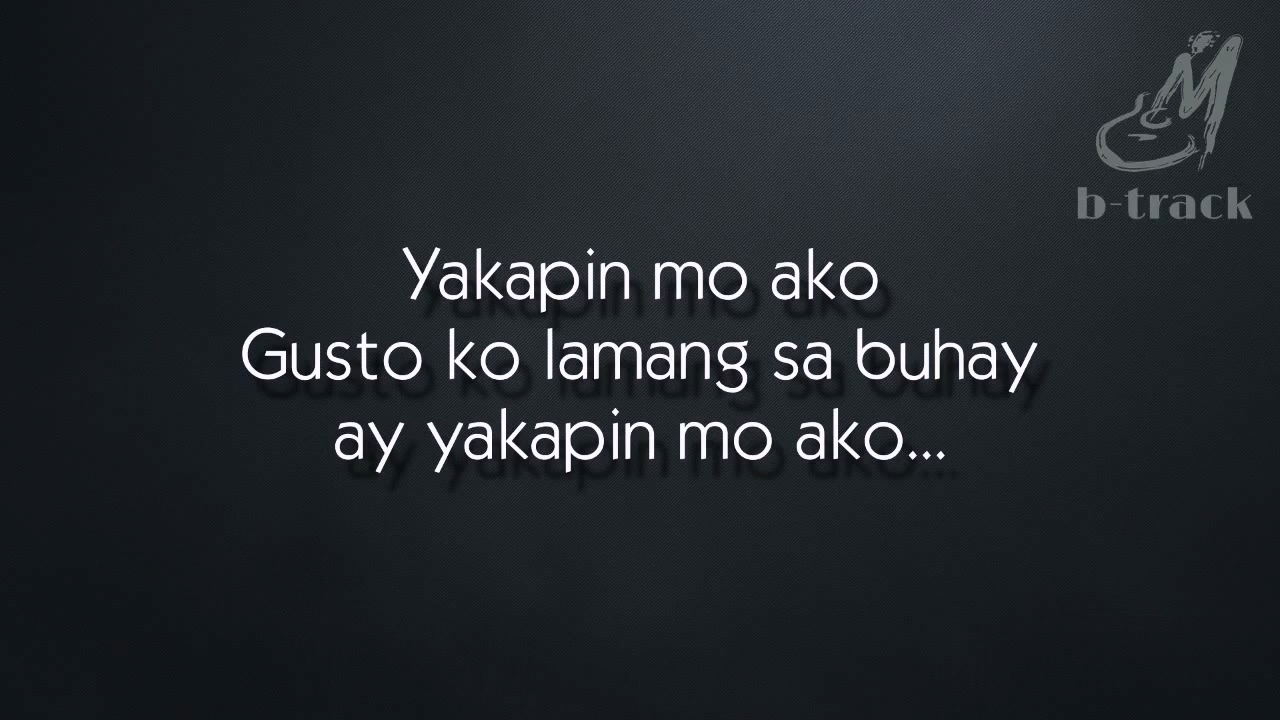 b-track
Yakapin mo ako
Gusto ko lamang sa buhay
ay yakapin mo ako...